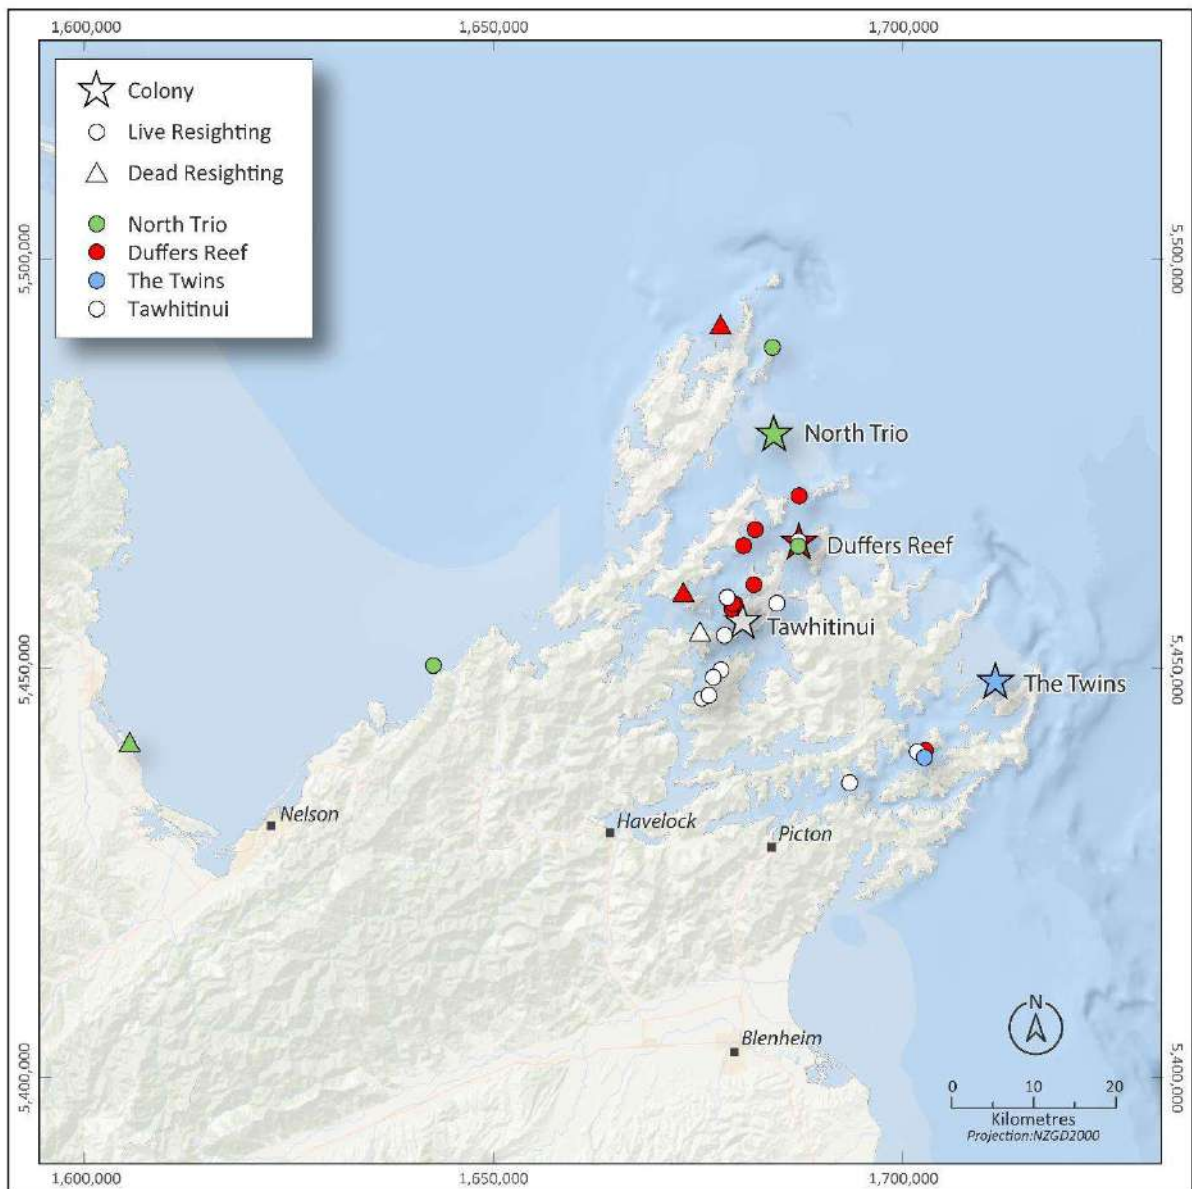 1,600,000
1,650,000
1,700,000
Colony
Live Resighting
Dead Resighting
North Trio
Duffers Reef
The Twins
Tawhitinui
5,500,000
5,500,000
North Trio
Duffers Reef
Tawhitinui
5,450,000
5,450,000
The Twins
Nelson
Havelock
Picton
N
Blenheim
5,400,000
5,400,000
0 10 20
Kilometres
Projection:NZGD2000
1,600,000
1,650,000
1,700,000